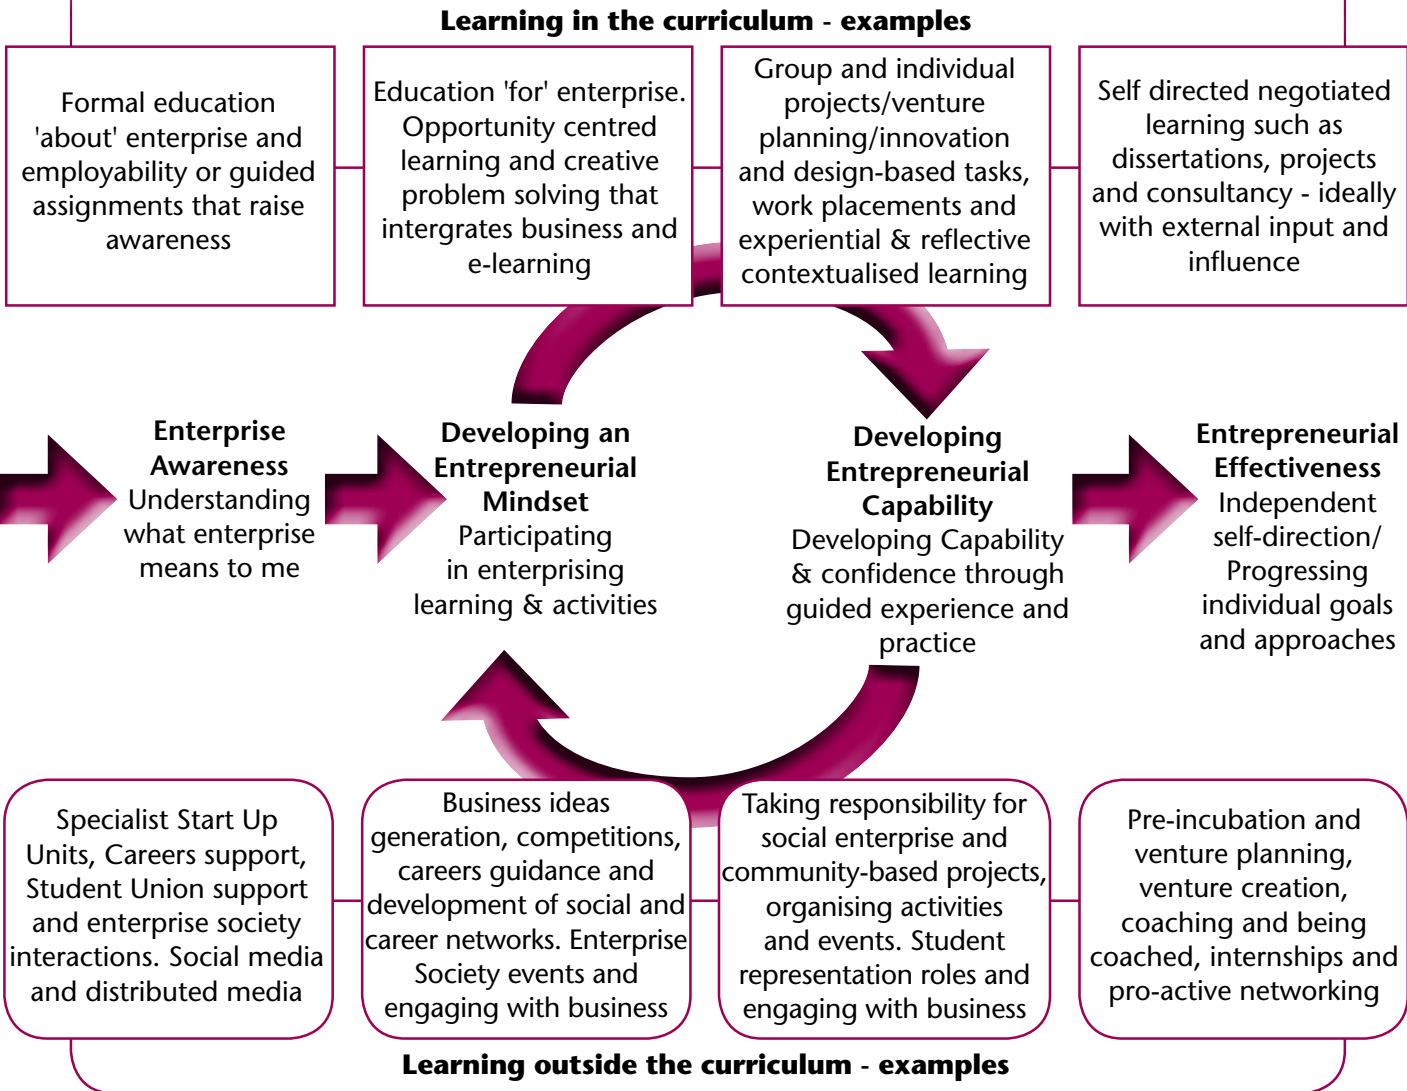 Learning in the curriculum - examples
Formal education
'about' enterprise and
employability or guided
assignments that raise
awareness
Education 'for' enterprise.
Opportunity centred
learning and creative
problem solving that
intergrates business and
e-learning
Group and individual
projects/venture
planning/innovation
and design-based tasks,
work placements and
experiential & reflective
contextualised learning
Self directed negotiated
learning such as
dissertations, projects
and consultancy - ideally
with external input and
influence
Enterprise
Awareness
Understanding
what enterprise
means to me
Developing an
Entrepreneurial
Mindset
Participating
in enterprising
learning & activities
Developing
Entrepreneurial
Capability
Developing Capability
& confidence through
guided experience and
practice
Entrepreneurial
Effectiveness
Independent
self-direction/
Progressing
individual goals
and approaches
Specialist Start Up
Units, Careers support,
Student Union support
and enterprise society
interactions. Social media
and distributed media
Business ideas
generation, competitions,
careers guidance and
development of social and
career networks. Enterprise
Society events and
engaging with business
Taking responsibility for
social enterprise and
community-based projects,
organising activities
and events. Student
representation roles and
engaging with business
Pre-incubation and
venture planning,
venture creation,
coaching and being
coached, internships and
pro-active networking
Learning outside the curriculum - examples